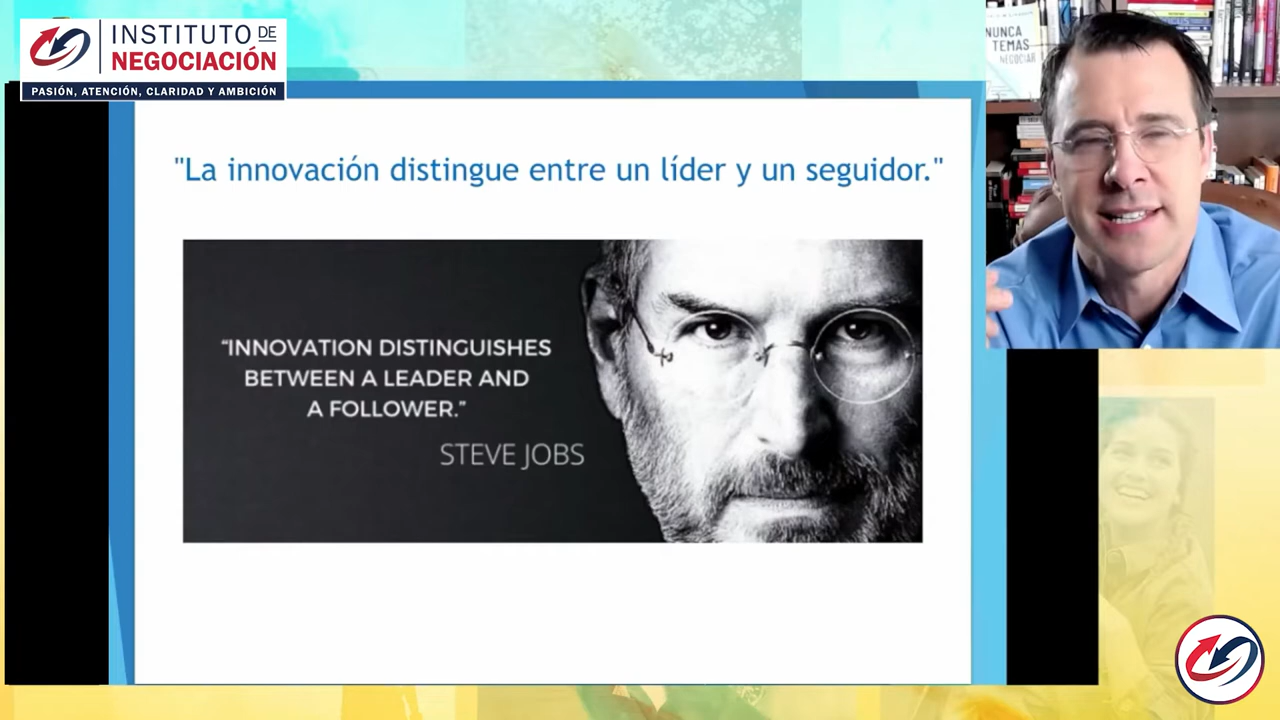 INSTITUTO DE
NEGOCIACIÓN
PASIÓN, ATENCIÓN, CLARIDAD Y AMBICIÓN
"La innovación distingue entre un líder y un seguidor."
“INNOVATION DISTINGUISHES
BETWEEN A LEADER AND
A FOLLOWER.”
STEVE JOBS
NUNCA
TEMAS
NEGOCIAR